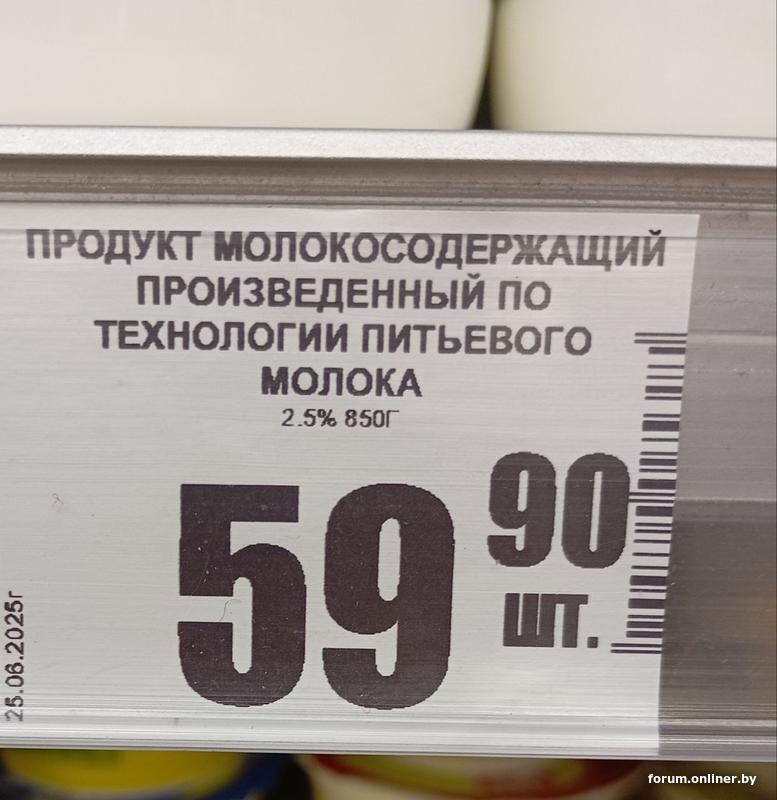 ПРОДУКТ МОЛОКОСОДЕРЖАЩИЙ
ПРОИЗВЕДЕННЫЙ ПО
ТЕХНОЛОГИИ ПИТЬЕВОГО
МОЛОКА
2.5% 850Г
59 90
ШТ.
25.06.2025г
forum.onliner.by